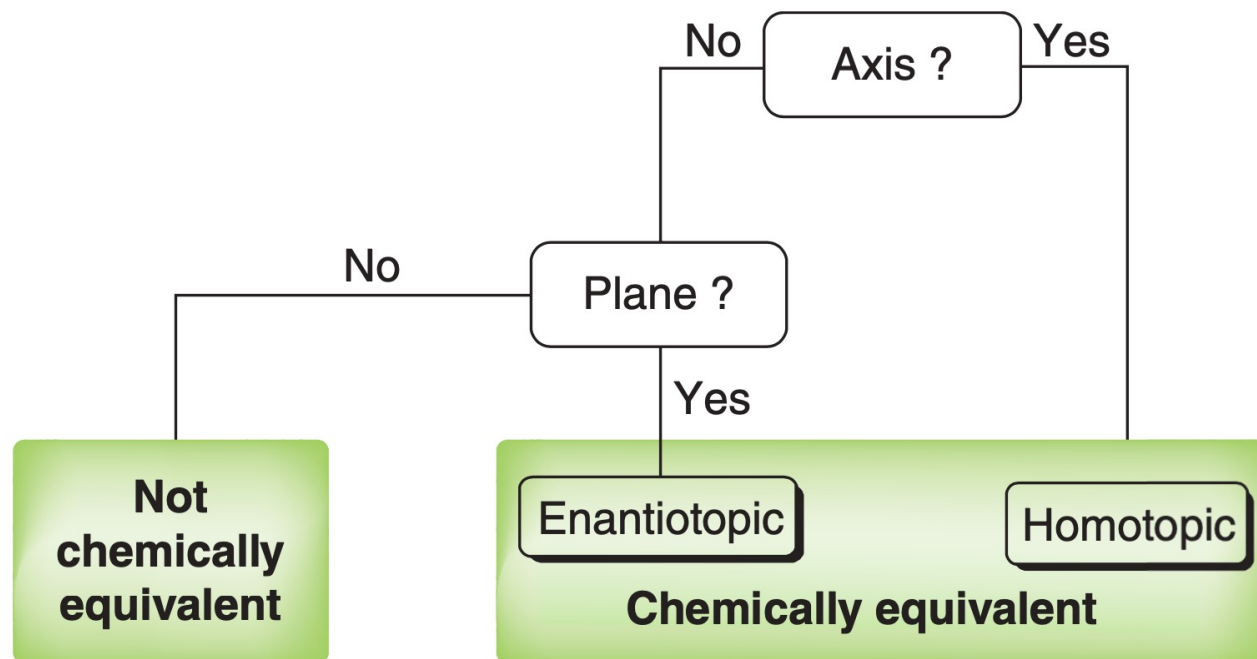 No
Axis ?
Yes
No
Plane ?
Yes
Not
chemically
equivalent
Enantiotopic
Homotopic
Chemically equivalent